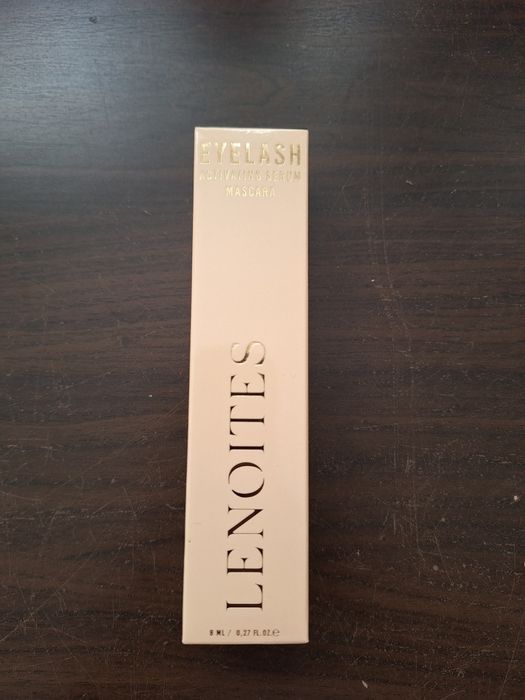 EYELASH
ACTIVATING SERUM
MASCARA
LENOITES
8 ML / 0,27 FL.OZ.℮